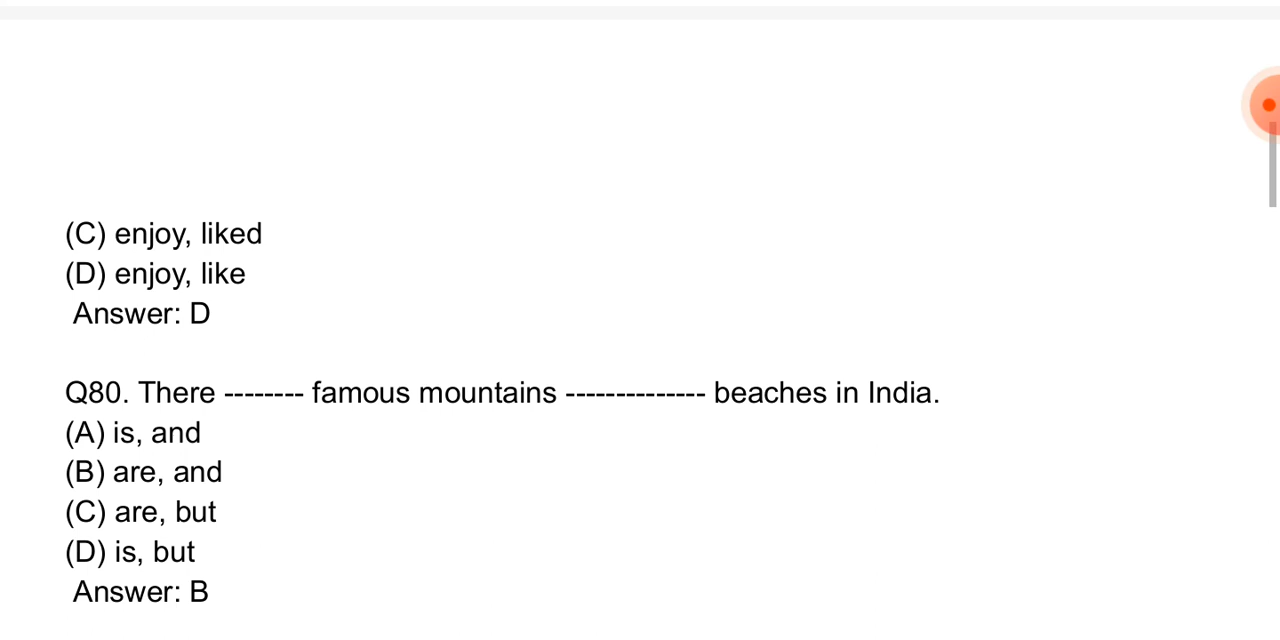 (C) enjoy, liked
(D) enjoy, like
Answer: D
Q80. There -------- famous mountains -------------- beaches in India.
(A) is, and
(B) are, and
(C) are, but
(D) is, but
Answer: B